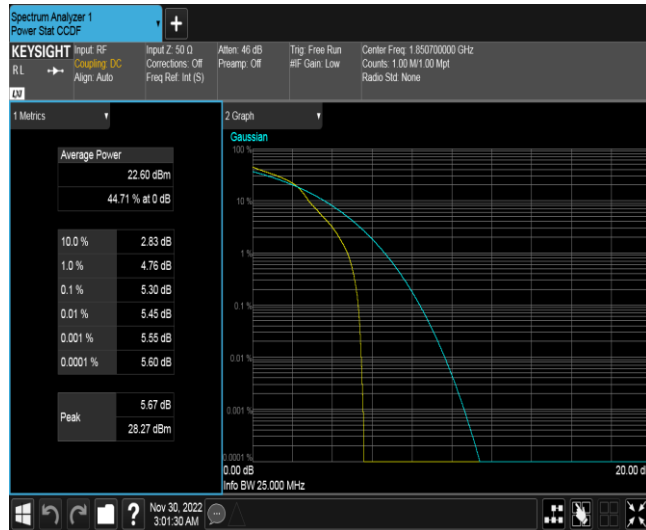 Spectrum Analyzer 1
Power Stat CCDF
+
KEYSIGHT
RL
LXI
Input: RF
Coupling: DC
Align: Auto
Input Z: 50 Ω
Corrections: Off
Freq Ref: Int (S)
Atten: 46 dB
Preamp: Off
Trig: Free Run
#IF Gain: Low
Center Freq: 1.850700000 GHz
Counts: 1.00 M/1.00 Mpt
Radio Std: None
1 Metrics
Average Power
22.60 dBm
44.71 % at 0 dB
10.0 % 2.83 dB
1.0 % 4.76 dB
0.1 % 5.30 dB
0.01 % 5.45 dB
0.001 % 5.55 dB
0.0001 % 5.60 dB
Peak
5.67 dB
28.27 dBm
2 Graph
Gaussian
100 %
10 %
1 %
0.1 %
0.01 %
0.001 %
0.0001 %
0.00 dB
20.00 d
Info BW 25.000 MHz
?
Nov 30, 2022
3:01:30 AM